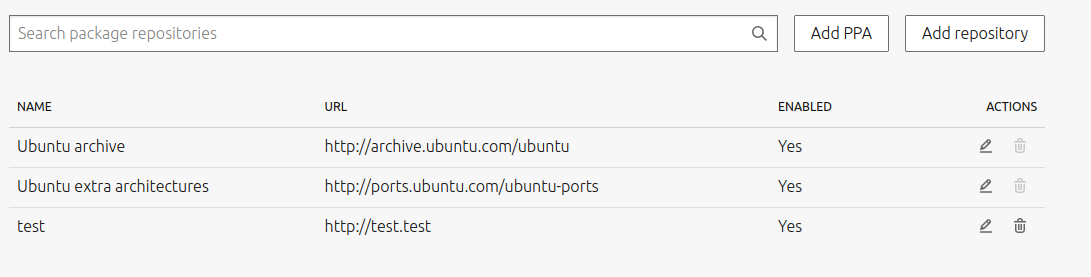 Search package repositories Add PPA Add repository
NAME URL ENABLED ACTIONS
Ubuntu archive http://archive.ubuntu.com/ubuntu Yes
Ubuntu extra architectures http://ports.ubuntu.com/ubuntu-ports Yes
test http://test.test Yes